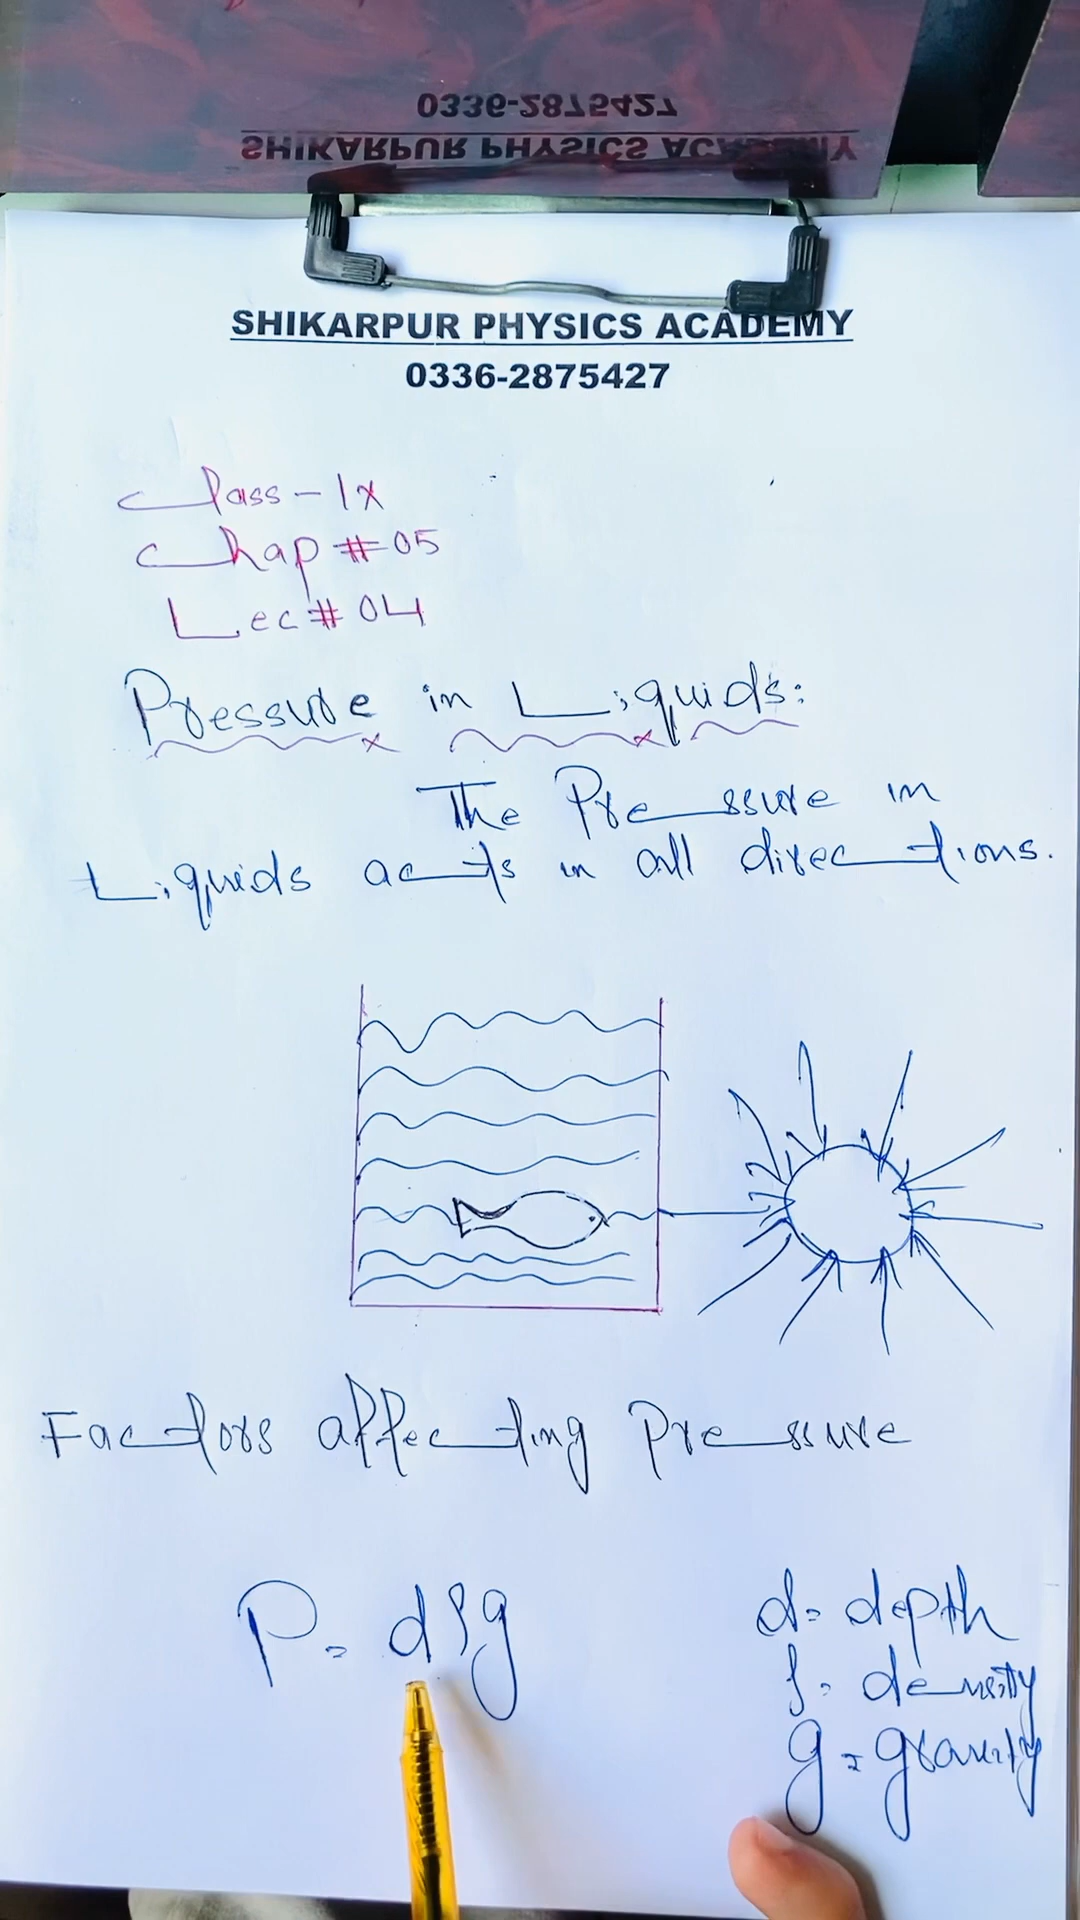 0336-2875427
SHIKARPUR PHYSICS ACADEMY
SHIKARPUR PHYSICS ACADEMY
0336-2875427
Class - IX
Chap # 05
Lec # 04
Pressure in Liquids:
The Pressure in
Liquids acts in all directions.
Factors affecting Pressure
P = dρg
d = depth
ρ = density
g = gravity